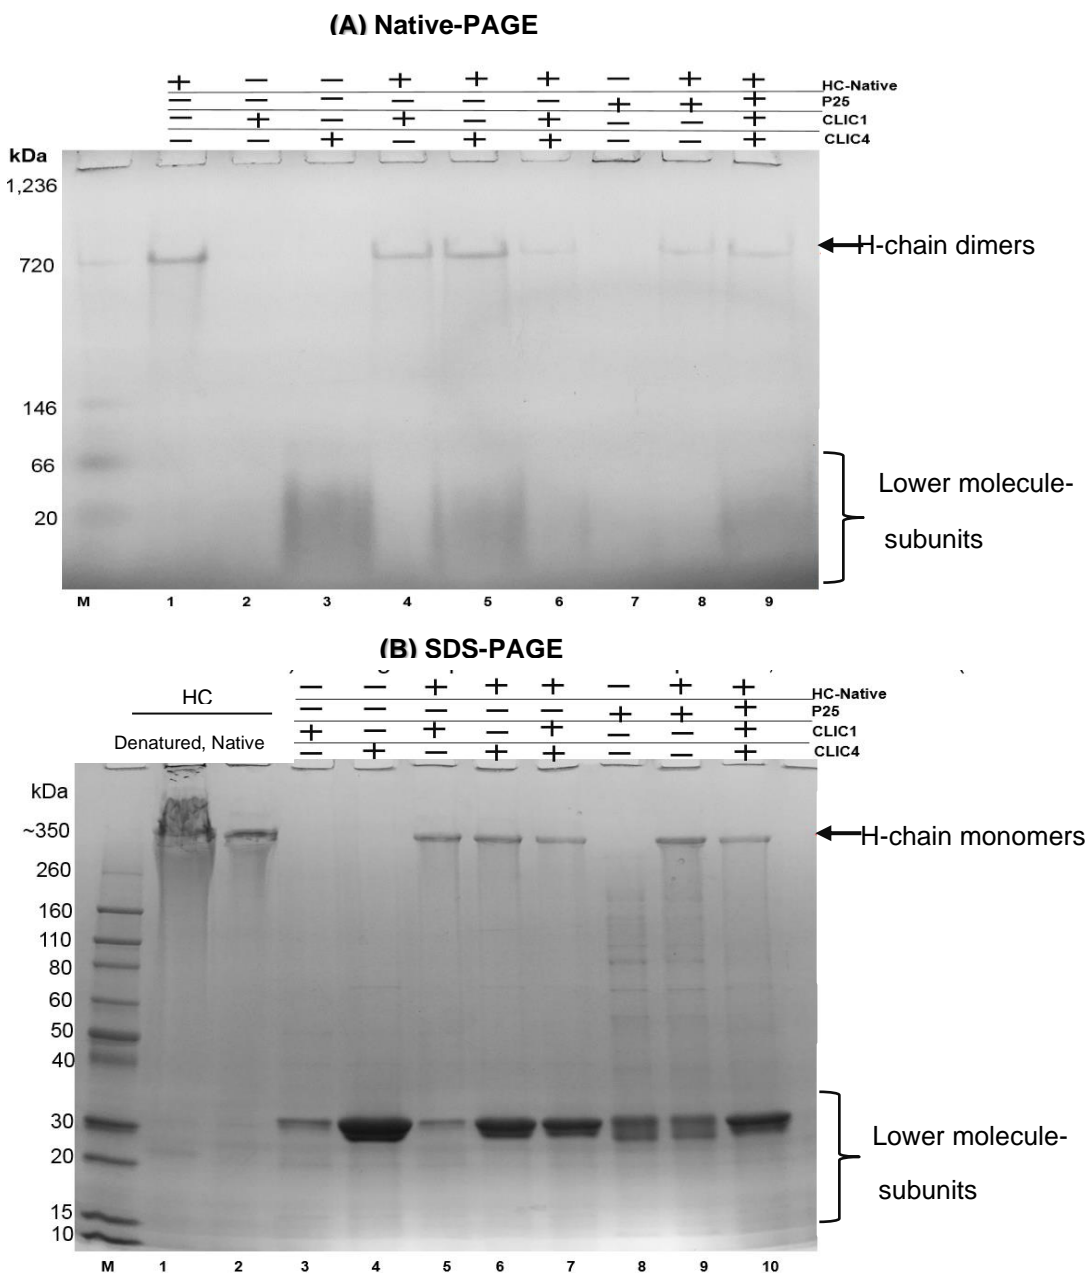 (A) Native-PAGE
+ − − + + + − + + HC-Native
− − − − − − + + + P25
− + − + − + − − + CLIC1
− − + − + + − − + CLIC4
kDa
1,236
720
H-chain dimers
146
66
20
Lower molecule-
subunits
M 1 2 3 4 5 6 7 8 9
(B) SDS-PAGE
HC
Denatured, Native
− − + + + − + + HC-Native
− − − − − + + + P25
+ − + − + − − + CLIC1
− + − + + − − + CLIC4
kDa
~350
H-chain monomers
260
160
110
80
60
50
40
30
20
15
10
Lower molecule-
subunits
M 1 2 3 4 5 6 7 8 9 10